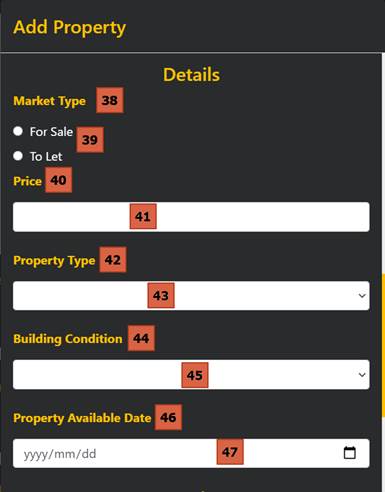 Add Property
Details
Market Type 38
For Sale 39
To Let
Price 40
41
Property Type 42
43
Building Condition 44
45
Property Available Date 46
yyyy/mm/dd 47